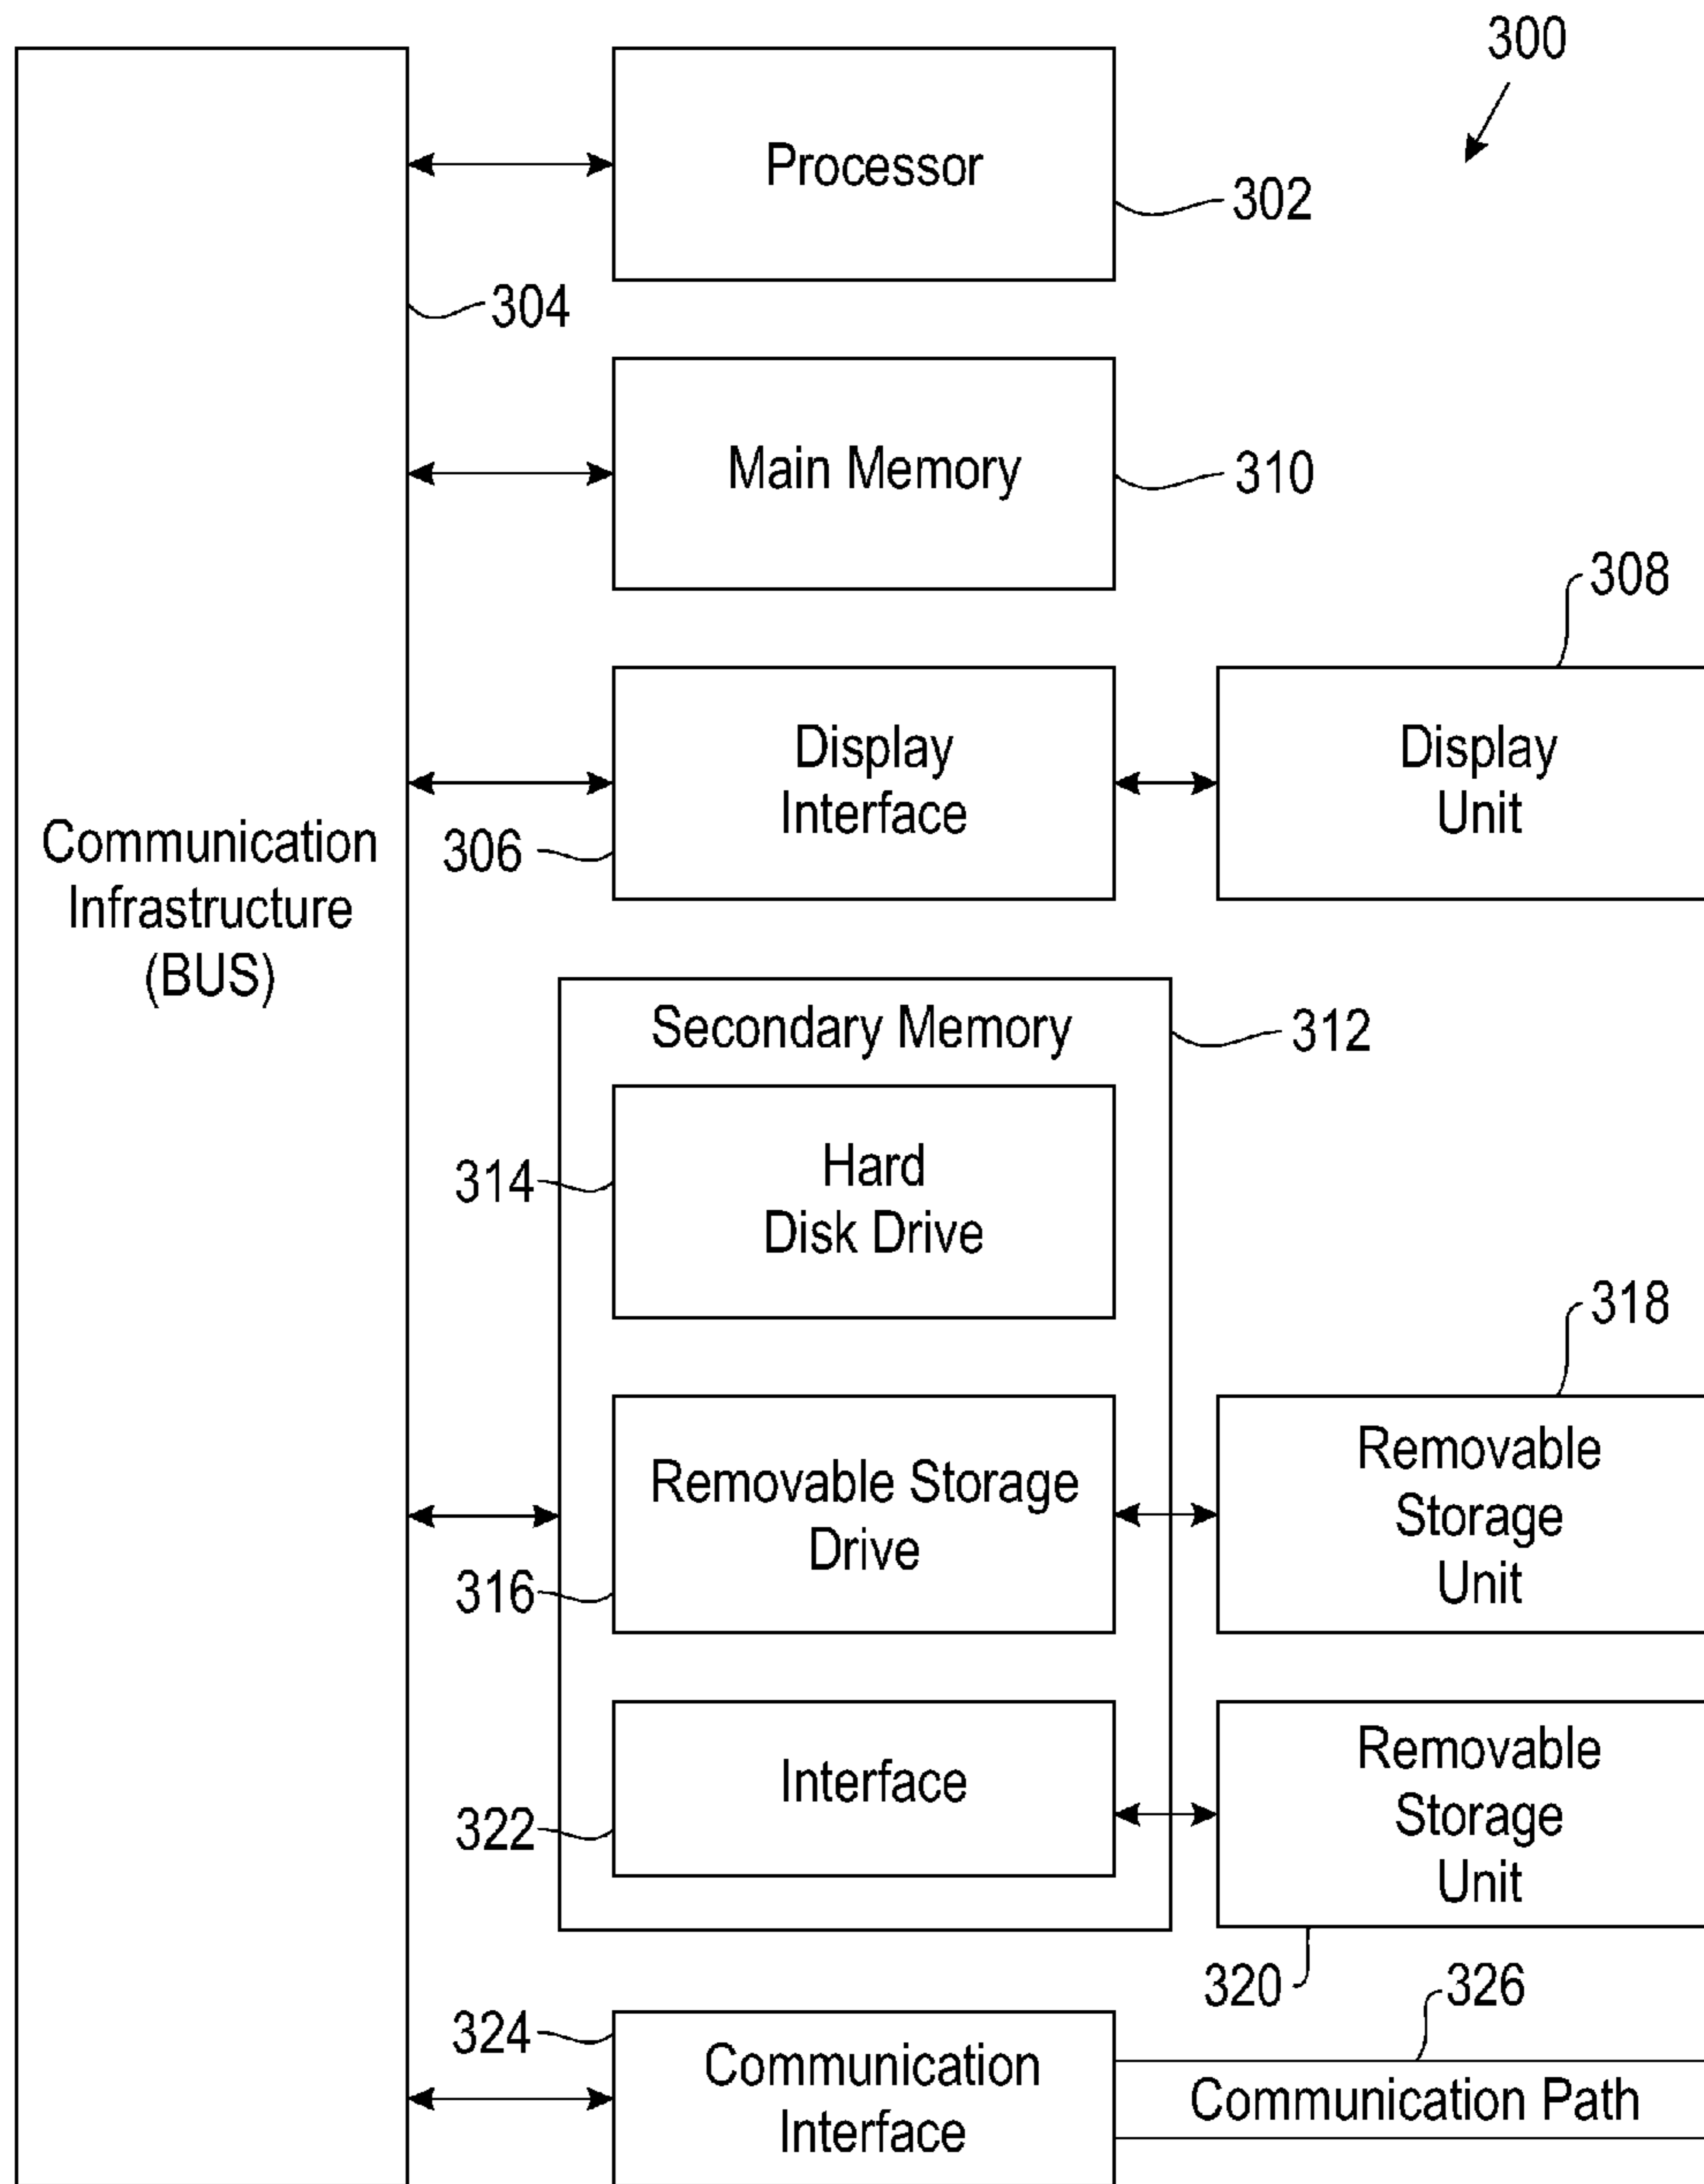 300
Processor
302
304
Main Memory
310
308
Display
Interface
Display
Unit
306
Communication
Infrastructure
(BUS)
Secondary Memory
312
314
Hard
Disk Drive
318
Removable Storage
Drive
316
Removable
Storage
Unit
Interface
322
Removable
Storage
Unit
320
326
324
Communication
Interface
Communication Path